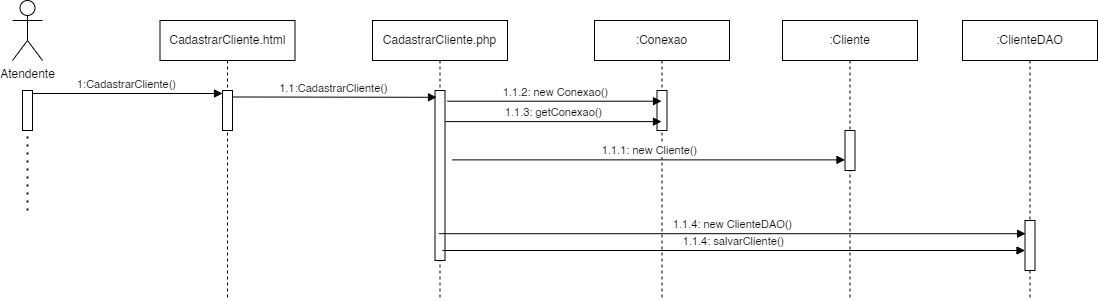 CadastrarCliente.html
CadastrarCliente.php
:Conexao
:Cliente
:ClienteDAO
Atendente
1:CadastrarCliente()
1.1:CadastrarCliente()
1.1.2: new Conexao()
1.1.3: getConexao()
1.1.1: new Cliente()
1.1.4: new ClienteDAO()
1.1.4: salvarCliente()